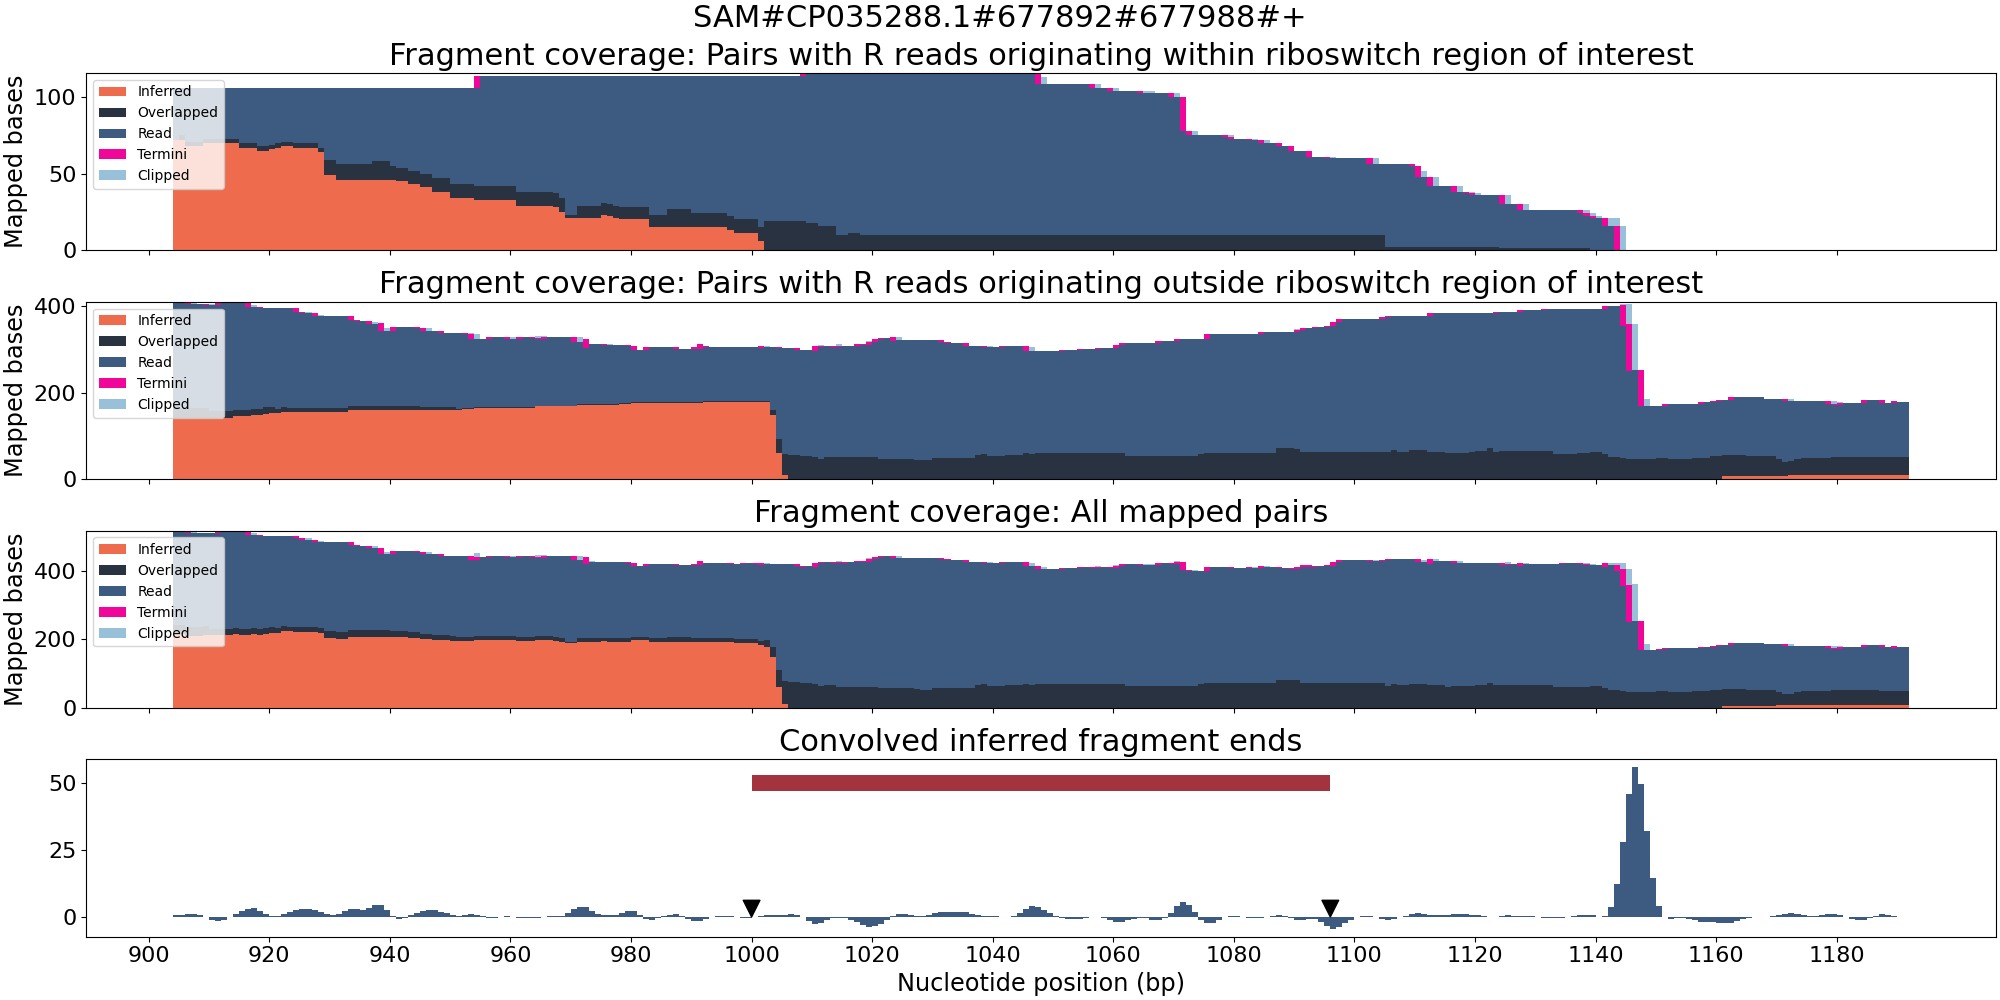 SAM#CP035288.1#677892#677988#+
Fragment coverage: Pairs with R reads originating within riboswitch region of interest
Mapped bases
100
50
0
Inferred
Overlapped
Read
Termini
Clipped
Fragment coverage: Pairs with R reads originating outside riboswitch region of interest
Mapped bases
400
200
0
Inferred
Overlapped
Read
Termini
Clipped
Fragment coverage: All mapped pairs
Mapped bases
400
200
0
Inferred
Overlapped
Read
Termini
Clipped
Convolved inferred fragment ends
50
25
0
900 920 940 960 980 1000 1020 1040 1060 1080 1100 1120 1140 1160 1180
Nucleotide position (bp)